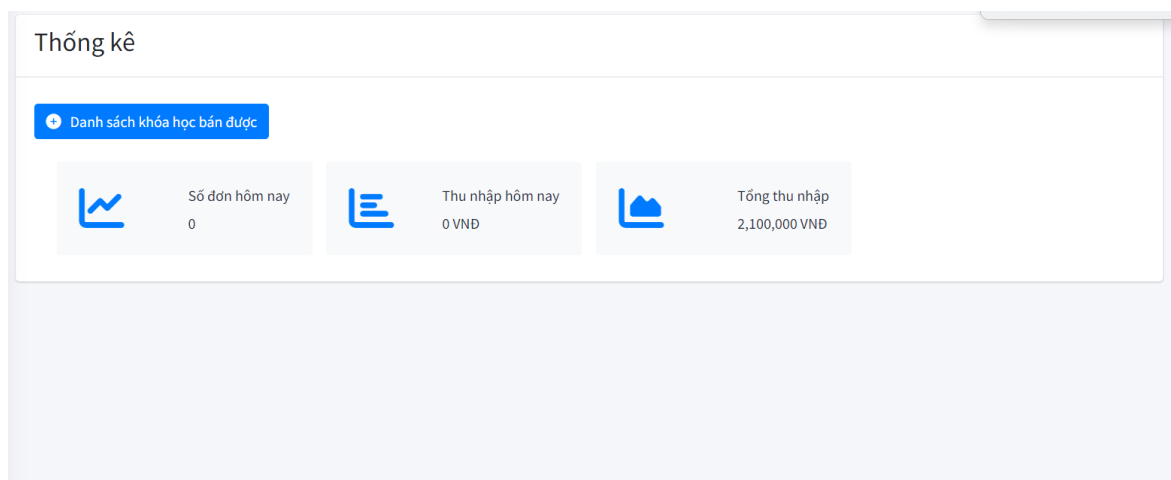 Thống kê
Danh sách khóa học bán được
Số đơn hôm nay
0
Thu nhập hôm nay
0 VNĐ
Tổng thu nhập
2,100,000 VNĐ